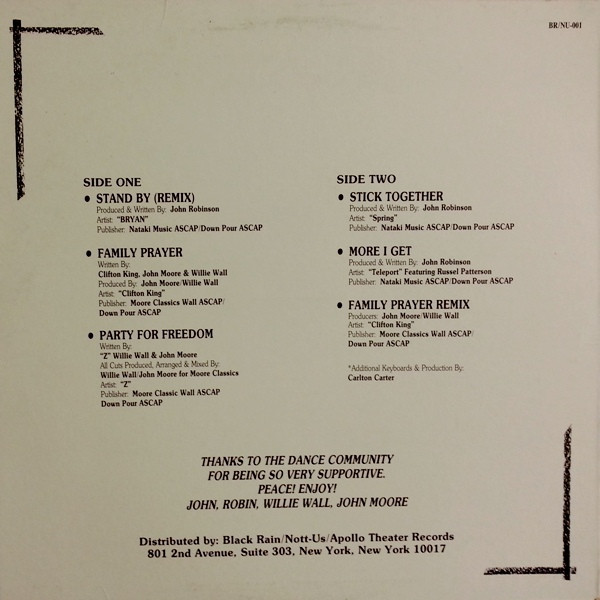 BR/NU-001
SIDE ONE
• STAND BY (REMIX)
Produced & Written By: John Robinson
Artist: "BRYAN"
Publisher: Nataki Music ASCAP/Down Pour ASCAP
• FAMILY PRAYER
Written By:
Clifton King, John Moore & Willie Wall
Produced By: John Moore/Willie Wall
Artist: "Clifton King"
Publisher: Moore Classics Wall ASCAP/
Down Pour ASCAP
• PARTY FOR FREEDOM
Written By:
"Z" Willie Wall & John Moore
All Cuts Produced, Arranged & Mixed By:
Willie Wall/John Moore for Moore Classics
Artist: "Z"
Publisher: Moore Classic Wall ASCAP
Down Pour ASCAP
SIDE TWO
• STICK TOGETHER
Produced & Written By: John Robinson
Artist: "Spring"
Publisher: Nataki Music ASCAP/Down Pour ASCAP
• MORE I GET
Produced & Written By: John Robinson
Artist: "Teleport" Featuring Russel Patterson
Publisher: Nataki Music ASCAP/Down Pour ASCAP
• FAMILY PRAYER REMIX
Producers: John Moore/Willie Wall
Artist: "Clifton King"
Publisher: Moore Classics Wall ASCAP/
Down Pour ASCAP
*Additional Keyboards & Production By:
Carlton Carter
THANKS TO THE DANCE COMMUNITY
FOR BEING SO VERY SUPPORTIVE.
PEACE! ENJOY!
JOHN, ROBIN, WILLIE WALL, JOHN MOORE
Distributed by: Black Rain/Nott-Us/Apollo Theater Records
801 2nd Avenue, Suite 303, New York, New York 10017